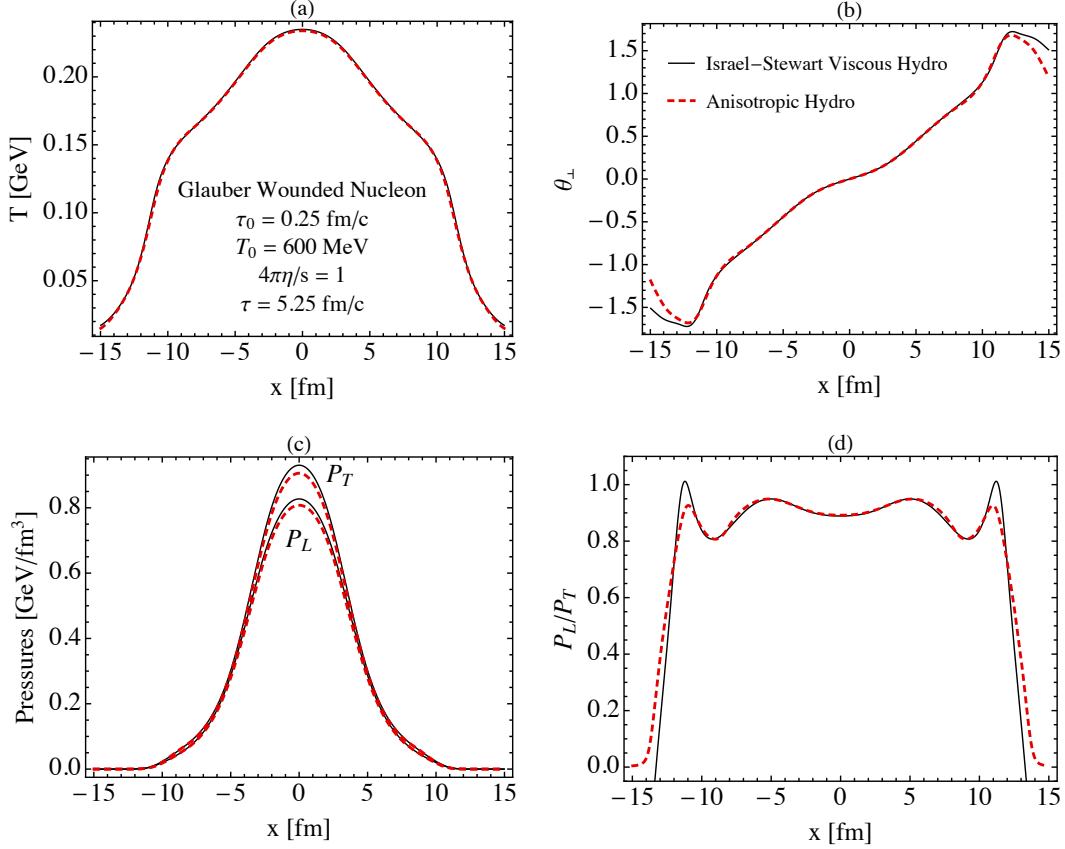 (a)
T [GeV]
0.20
0.15
0.10
0.05
Glauber Wounded Nucleon
τ₀ = 0.25 fm/c
T₀ = 600 MeV
4πη/s = 1
τ = 5.25 fm/c
−15 −10 −5 0 5 10 15
x [fm]
(b)
θ⊥
1.5
1.0
0.5
0.0
−0.5
−1.0
−1.5
Israel−Stewart Viscous Hydro
Anisotropic Hydro
−15 −10 −5 0 5 10 15
x [fm]
(c)
Pressures [GeV/fm³]
0.8
0.6
0.4
0.2
0.0
P_T
P_L
−15 −10 −5 0 5 10 15
x [fm]
(d)
P_L/P_T
1.0
0.8
0.6
0.4
0.2
0.0
−15 −10 −5 0 5 10 15
x [fm]